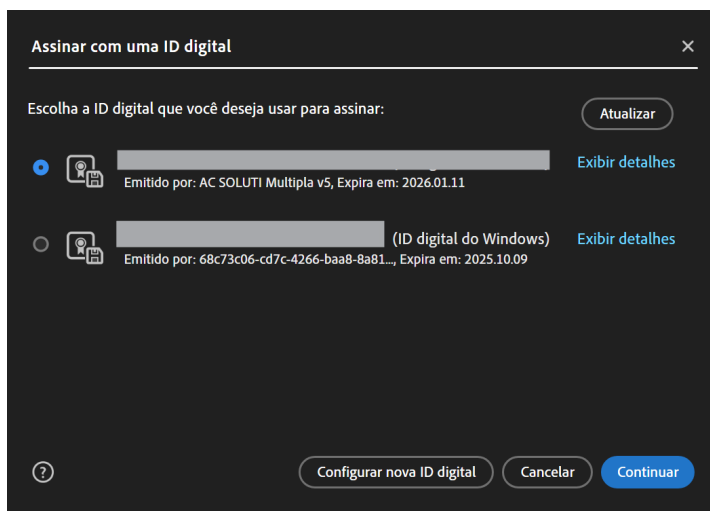 Assinar com uma ID digital
Escolha a ID digital que você deseja usar para assinar:
Atualizar
Exibir detalhes
Emitido por: AC SOLUTI Multipla v5, Expira em: 2026.01.11
(ID digital do Windows)
Exibir detalhes
Emitido por: 68c73c06-cd7c-4266-baa8-8a81..., Expira em: 2025.10.09
Configurar nova ID digital
Cancelar
Continuar